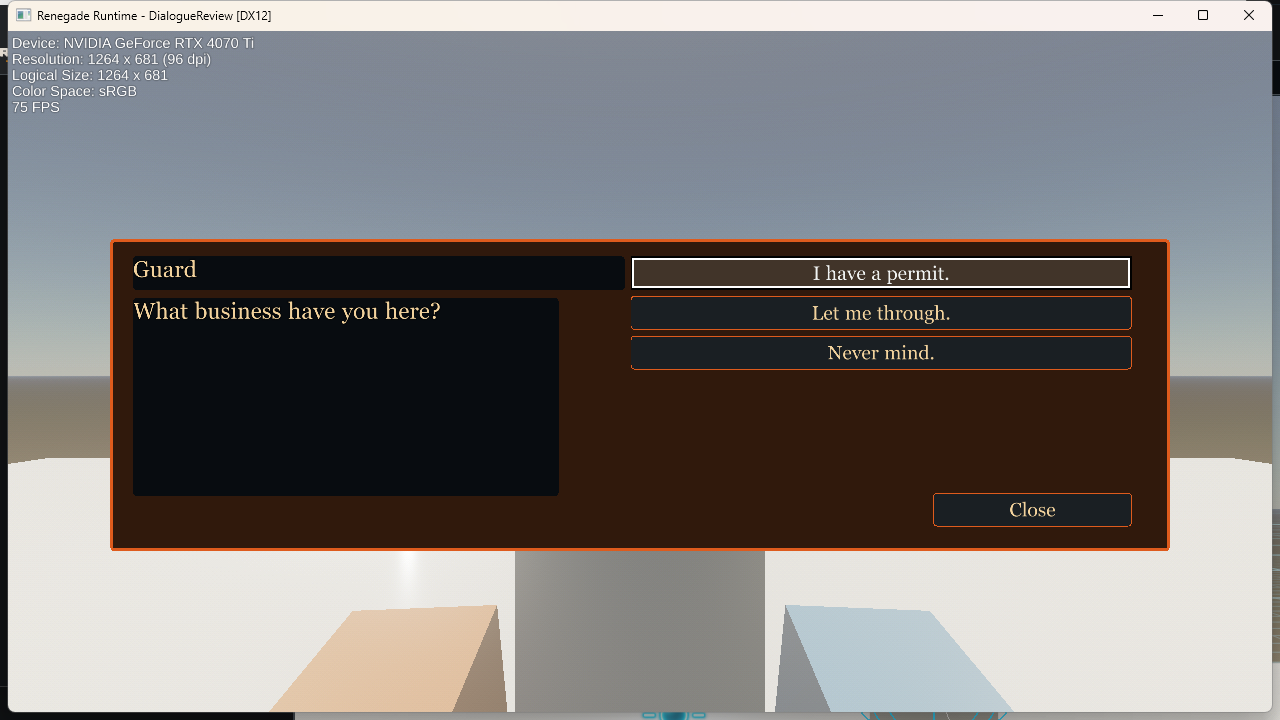 Renegade Runtime - DialogueReview [DX12]
Device: NVIDIA GeForce RTX 4070 Ti
Resolution: 1264 x 681 (96 dpi)
Logical Size: 1264 x 681
Color Space: sRGB
75 FPS
Guard
What business have you here?
I have a permit.
Let me through.
Never mind.
Close